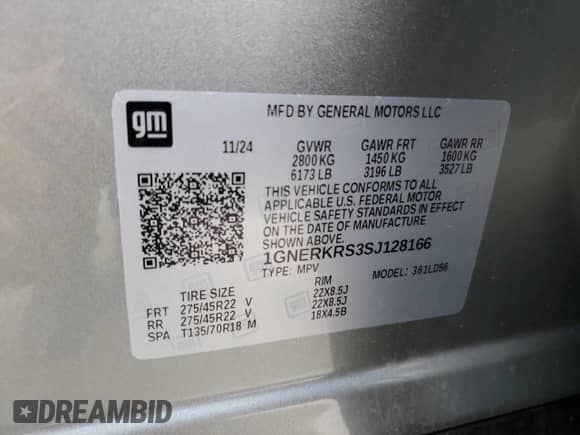 gm
MFD BY GENERAL MOTORS LLC
11/24 GVWR GAWR FRT GAWR RR
2800 KG 1450 KG 1600 KG
6173 LB 3196 LB 3527 LB
THIS VEHICLE CONFORMS TO ALL
APPLICABLE U.S. FEDERAL MOTOR
VEHICLE SAFETY STANDARDS IN EFFECT
ON THE DATE OF MANUFACTURE
SHOWN ABOVE.
1GNERKRS3SJ128166
TYPE: MPV MODEL: 361LD56
TIRE SIZE RIM
FRT 275/45R22 V 22X8.5J
RR 275/45R22 V 22X8.5J
SPA T135/70R18 M 18X4.5B
DREAMBID